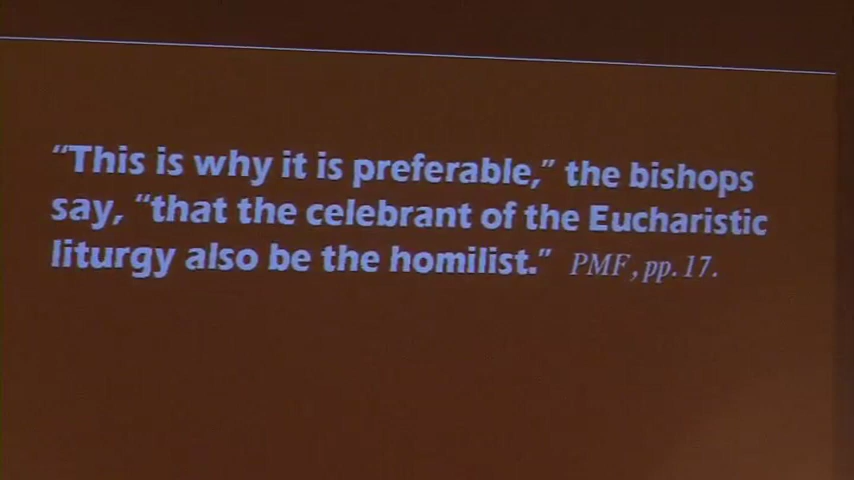 “This is why it is preferable,” the bishops
say, “that the celebrant of the Eucharistic
liturgy also be the homilist.” PMF, pp. 17.